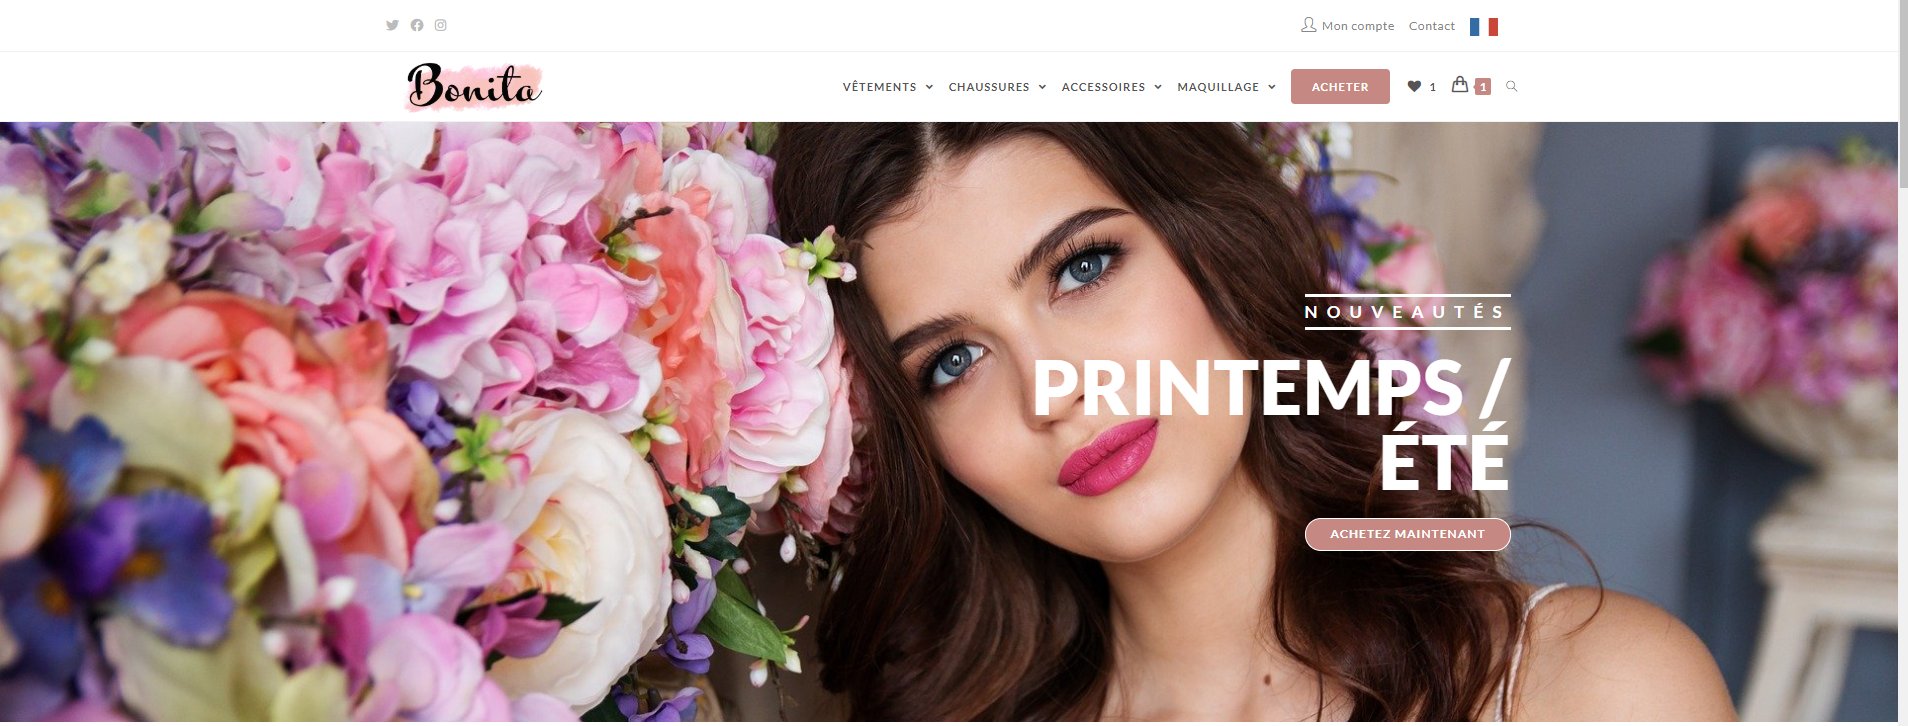 Mon compte Contact
Bonita
VÊTEMENTS CHAUSSURES ACCESSOIRES MAQUILLAGE ACHETER 1 1
NOUVEAUTÉS
PRINTEMPS /
ÉTÉ
ACHETEZ MAINTENANT